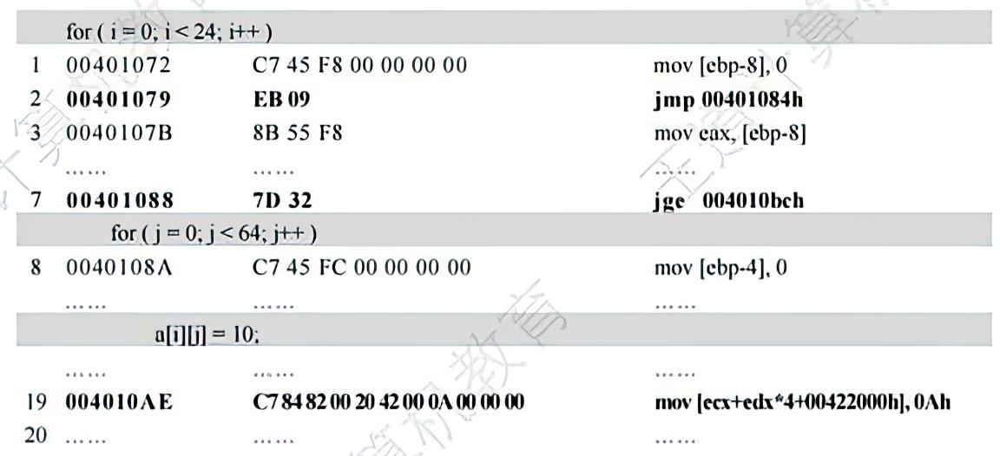 for ( i = 0; i < 24; i++ )
1 00401072 C7 45 F8 00 00 00 00 mov [ebp-8], 0
2 00401079 EB 09 jmp 00401084h
3 0040107B 8B 55 F8 mov eax, [ebp-8]
…… …… ……
7 00401088 7D 32 jge 004010bch
for ( j = 0; j < 64; j++ )
8 0040108A C7 45 FC 00 00 00 00 mov [ebp-4], 0
…… …… ……
a[i][j] = 10;
…… …… ……
19 004010AE C7 84 82 00 20 42 00 0A 00 00 00 mov [ecx+edx*4+00422000h], 0Ah
20 …… …… ……